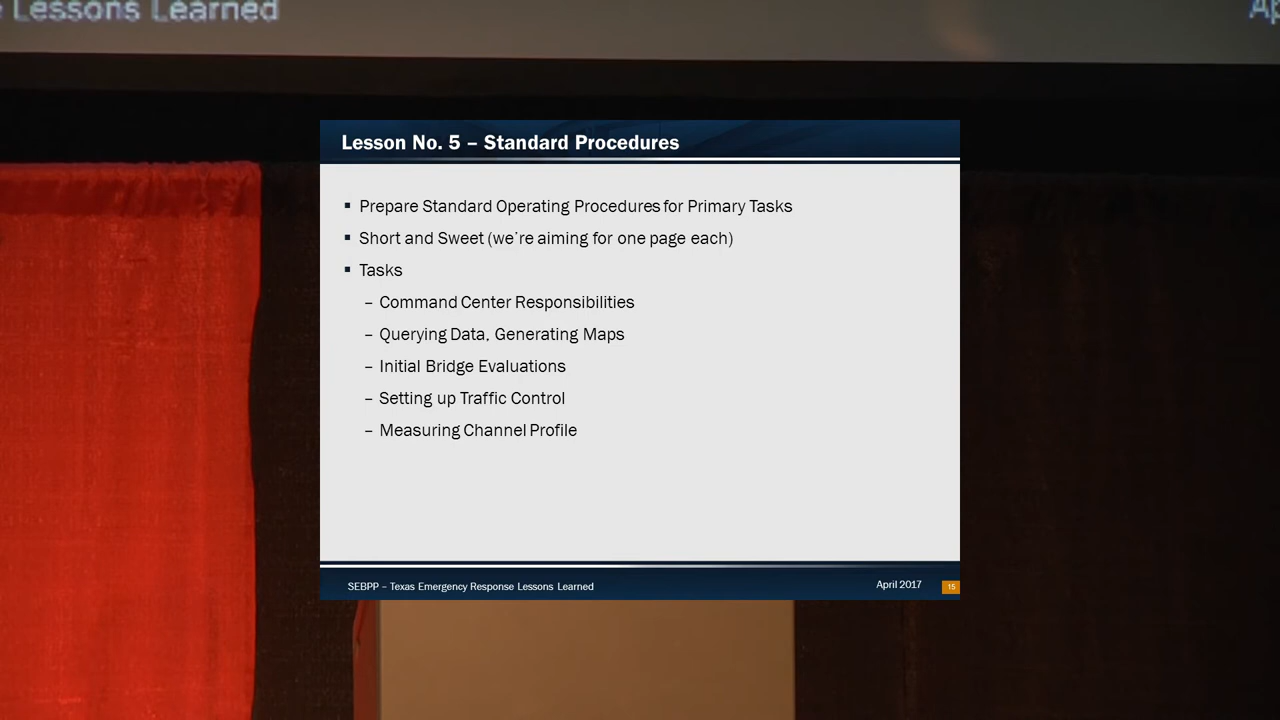 Lessons Learned
Lesson No. 5 – Standard Procedures
▪ Prepare Standard Operating Procedures for Primary Tasks
▪ Short and Sweet (we're aiming for one page each)
▪ Tasks
– Command Center Responsibilities
– Querying Data, Generating Maps
– Initial Bridge Evaluations
– Setting up Traffic Control
– Measuring Channel Profile
SEBPP – Texas Emergency Response Lessons Learned
April 2017
15